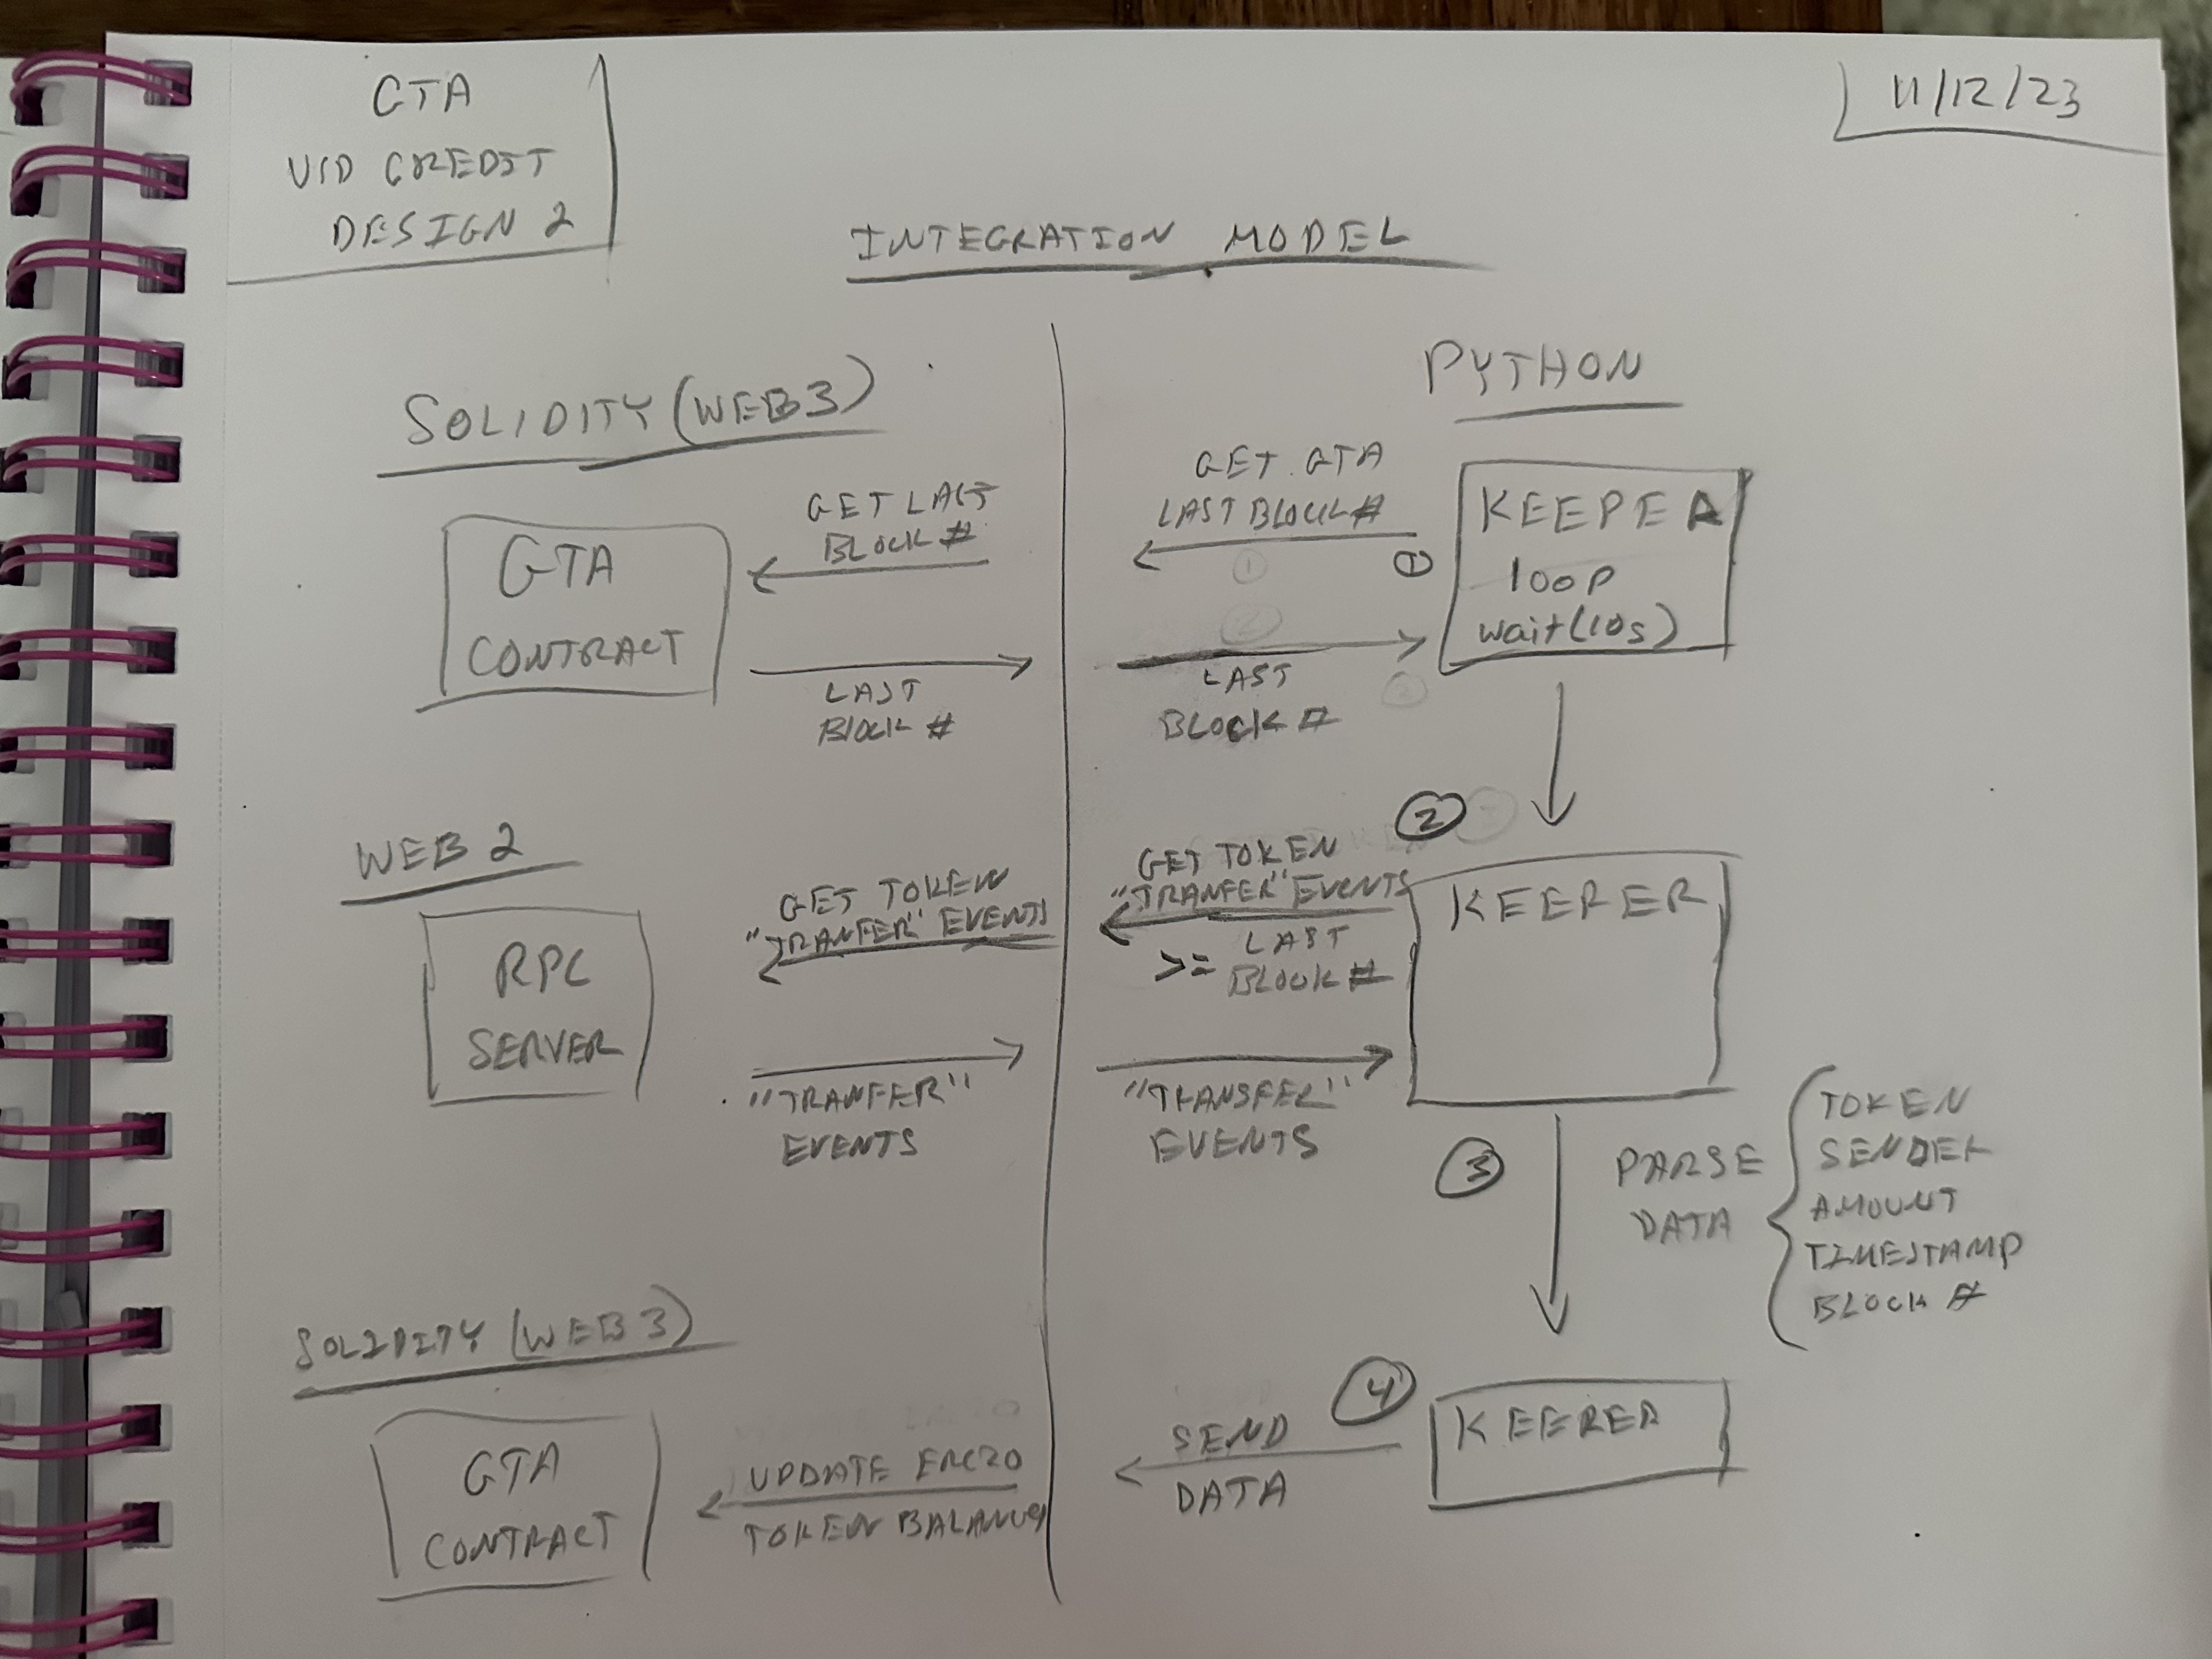 GTA
UID CREDIT
DESIGN 2
11/12/23
INTEGRATION MODEL
SOLIDITY (WEB3)
PYTHON
GET LAST
BLOCK #
GTA
CONTRACT
LAST
BLOCK #
GET GTA
LAST BLOCK #
1
LAST
BLOCK #
KEEPER
loop
wait(10s)
WEB 2
RPC
SERVER
GET TOKEN
"TRANFER" EVENTS
"TRANFER"
EVENTS
2
GET TOKEN
"TRANFER" EVENTS
>= LAST
BLOCK #
"TRANSFER"
EVENTS
KEEPER
3
PARSE
DATA
TOKEN
SENDER
AMOUNT
TIMESTAMP
BLOCK #
SOLIDITY (WEB3)
GTA
CONTRACT
UPDATE ERC20
TOKEN BALANCES
4
SEND
DATA
KEEPER